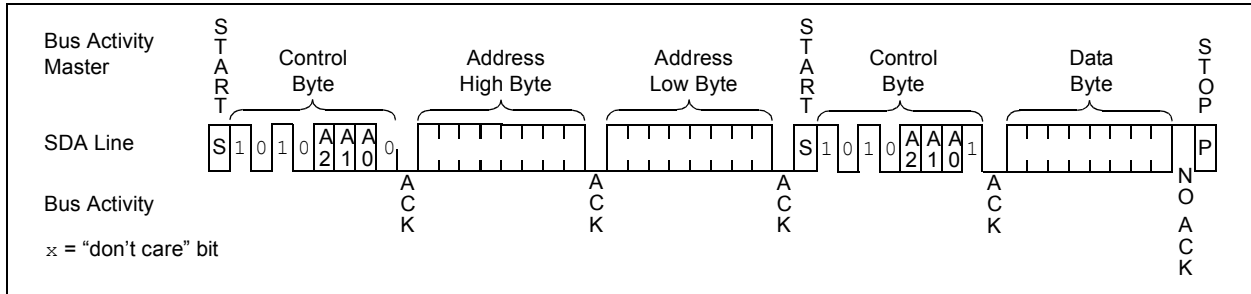 Bus Activity
Master
START
Control
Byte
Address
High Byte
Address
Low Byte
START
Control
Byte
Data
Byte
STOP
SDA Line
S 1 0 1 0 A2 A1 A0 0
S 1 0 1 0 A2 A1 A0 1
P
Bus Activity
ACK
ACK
ACK
ACK
NO ACK
x = “don’t care” bit